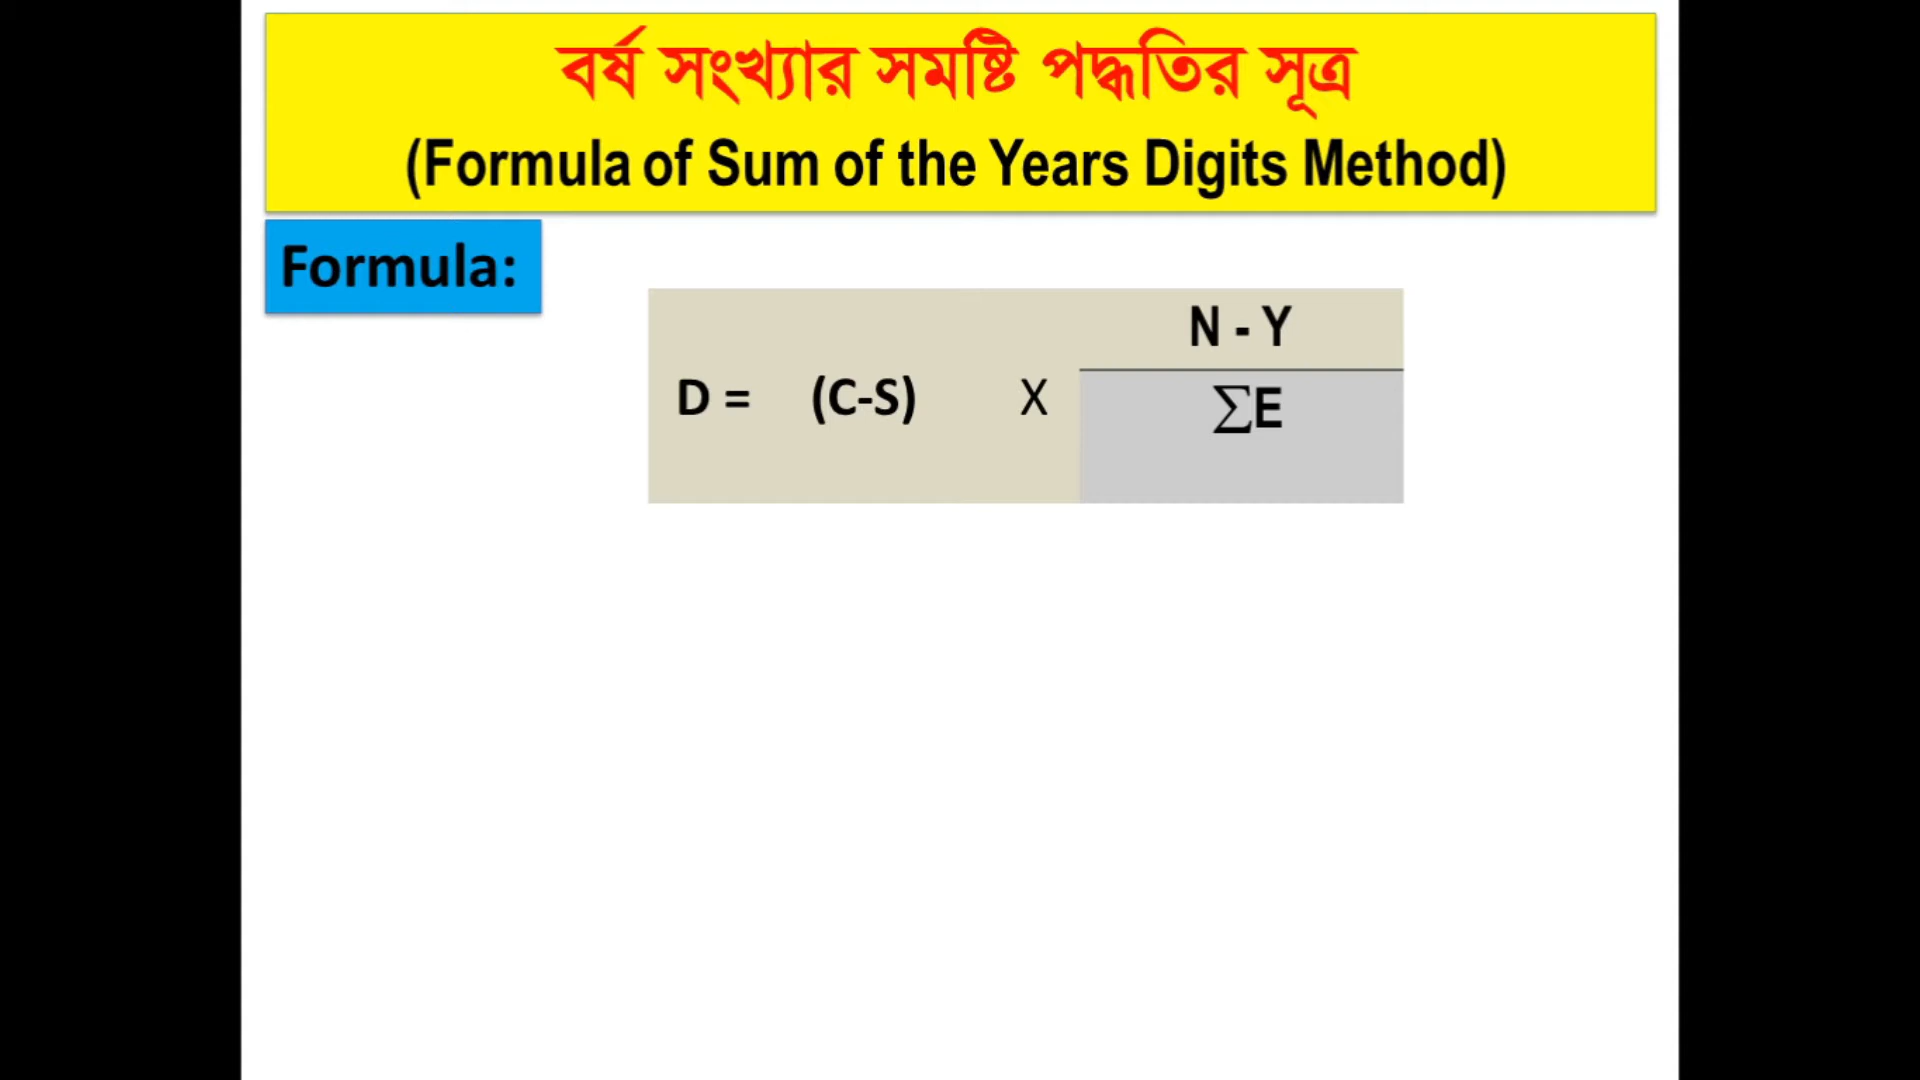 বর্ষ সংখ্যার সমষ্টি পদ্ধতির সূত্র
(Formula of Sum of the Years Digits Method)
Formula:
N - Y
D = (C-S) X
∑E